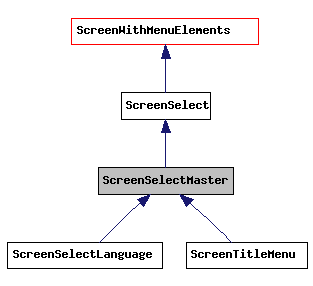 ScreenWithMenuElements
ScreenSelect
ScreenSelectMaster
ScreenSelectLanguage
ScreenTitleMenu